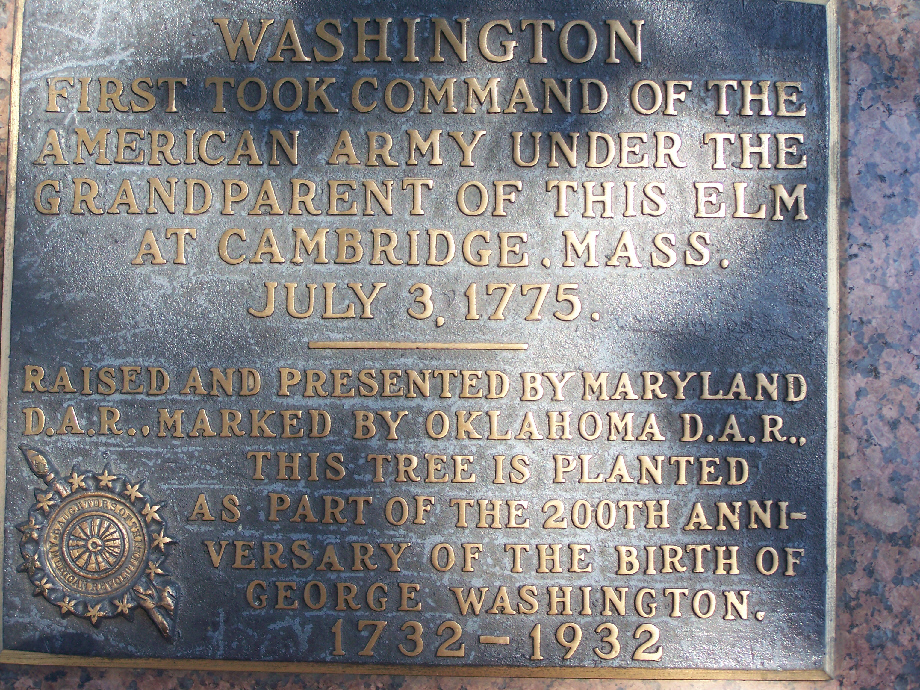 WASHINGTON
FIRST TOOK COMMAND OF THE
AMERICAN ARMY UNDER THE
GRANDPARENT OF THIS ELM
AT CAMBRIDGE, MASS.
JULY 3, 1775.
RAISED AND PRESENTED BY MARYLAND
D.A.R., MARKED BY OKLAHOMA D.A.R.,
THIS TREE IS PLANTED
AS PART OF THE 200TH ANNI-
VERSARY OF THE BIRTH OF
GEORGE WASHINGTON.
1732 - 1932